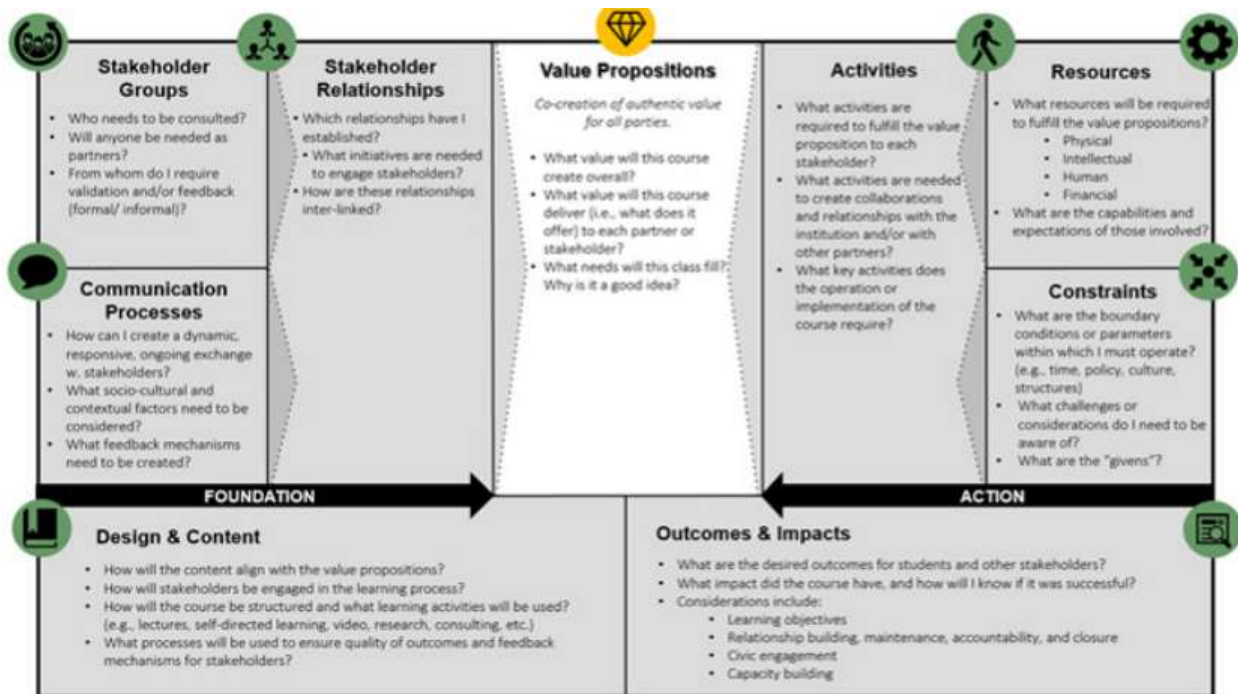 Stakeholder
Groups
• Who needs to be consulted?
• Will anyone be needed as
partners?
• From whom do I require
validation and/or feedback
(formal/ informal)?
Communication
Processes
• How can I create a dynamic,
responsive, ongoing exchange
w. stakeholders?
• What socio-cultural and
contextual factors need to be
considered?
• What feedback mechanisms
need to be created?
Stakeholder
Relationships
• Which relationships have I
established?
• What initiatives are needed
to engage stakeholders?
• How are these relationships
inter-linked?
Value Propositions
Co-creation of authentic value
for all parties.
• What value will this course
create overall?
• What value will this course
deliver (i.e., what does it
offer) to each partner or
stakeholder?
• What needs will this class fill?
Why is it a good idea?
Activities
• What activities are
required to fulfill the value
proposition to each
stakeholder?
• What activities are needed
to create collaborations
and relationships with the
institution and/or with
other partners?
• What key activities does
the operation or
implementation of the
course require?
Resources
• What resources will be required
to fulfill the value propositions?
• Physical
• Intellectual
• Human
• Financial
• What are the capabilities and
expectations of those involved?
Constraints
• What are the boundary
conditions or parameters
within which I must operate?
(e.g., time, policy, culture,
structures)
• What challenges or
considerations do I need to be
aware of?
• What are the "givens"?
FOUNDATION
ACTION
Design & Content
• How will the content align with the value propositions?
• How will stakeholders be engaged in the learning process?
• How will the course be structured and what learning activities will be used?
(e.g., lectures, self-directed learning, video, research, consulting, etc.)
• What processes will be used to ensure quality of outcomes and feedback
mechanisms for stakeholders?
Outcomes & Impacts
• What are the desired outcomes for students and other stakeholders?
• What impact did the course have, and how will I know if it was successful?
• Considerations include:
• Learning objectives
• Relationship building, maintenance, accountability, and closure
• Civic engagement
• Capacity building